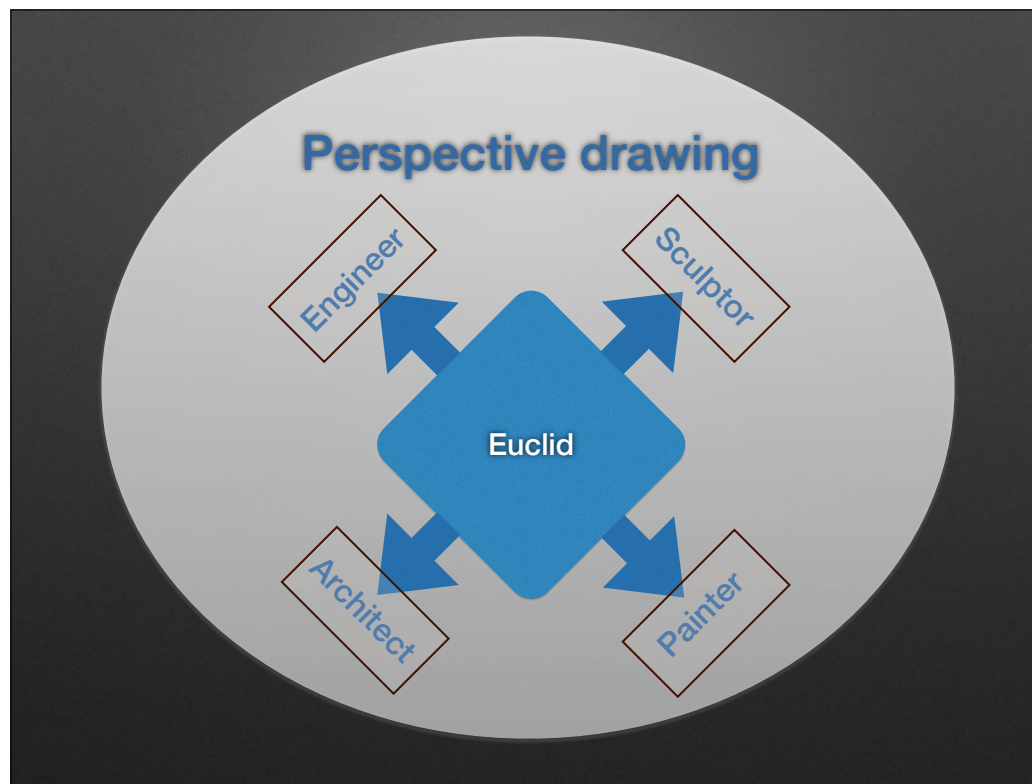 Perspective drawing
Engineer
Sculptor
Euclid
Architect
Painter